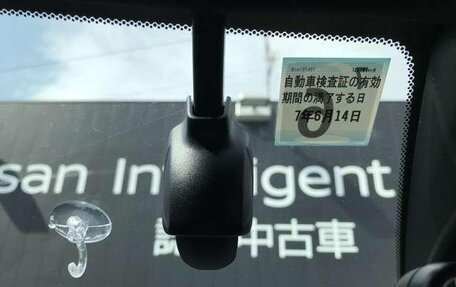 自動車検査証の有効
期間の満了する日
7年6月14日
6
san Intelligent
認 中古車